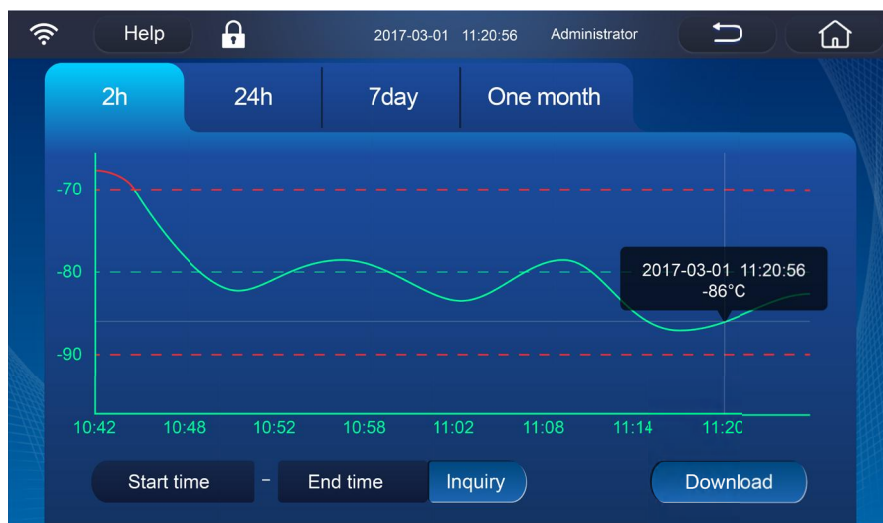 Help 2017-03-01 11:20:56 Administrator
2h 24h 7day One month
-70
-80
2017-03-01 11:20:56
-86°C
-90
10:42 10:48 10:52 10:58 11:02 11:08 11:14 11:20
Start time - End time Inquiry Download